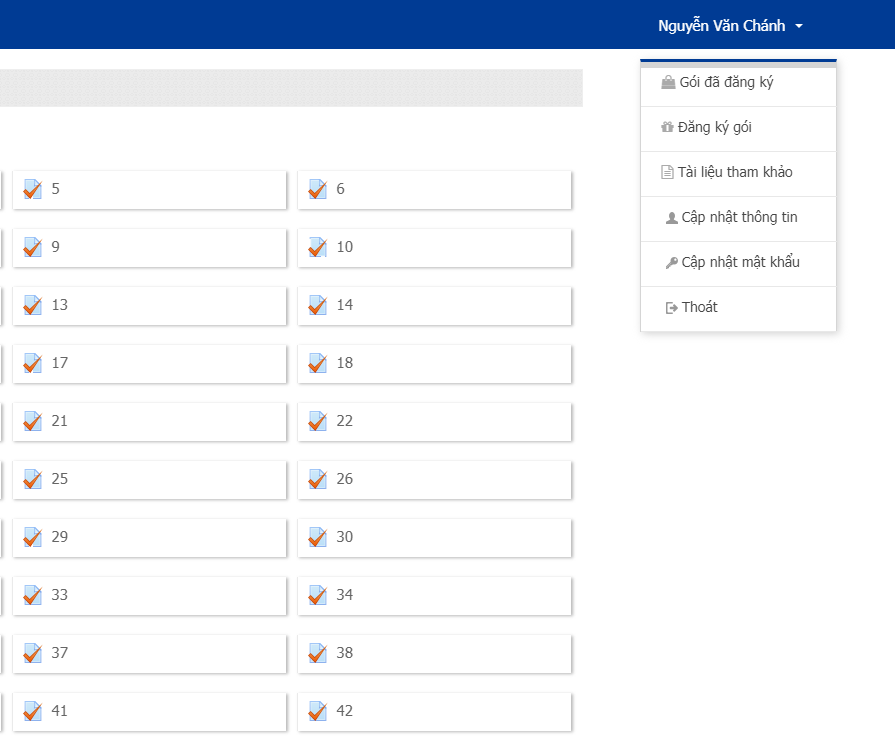 Nguyễn Văn Chánh
Gói đã đăng ký
Đăng ký gói
Tài liệu tham khảo
Cập nhật thông tin
Cập nhật mật khẩu
Thoát
5 6
9 10
13 14
17 18
21 22
25 26
29 30
33 34
37 38
41 42